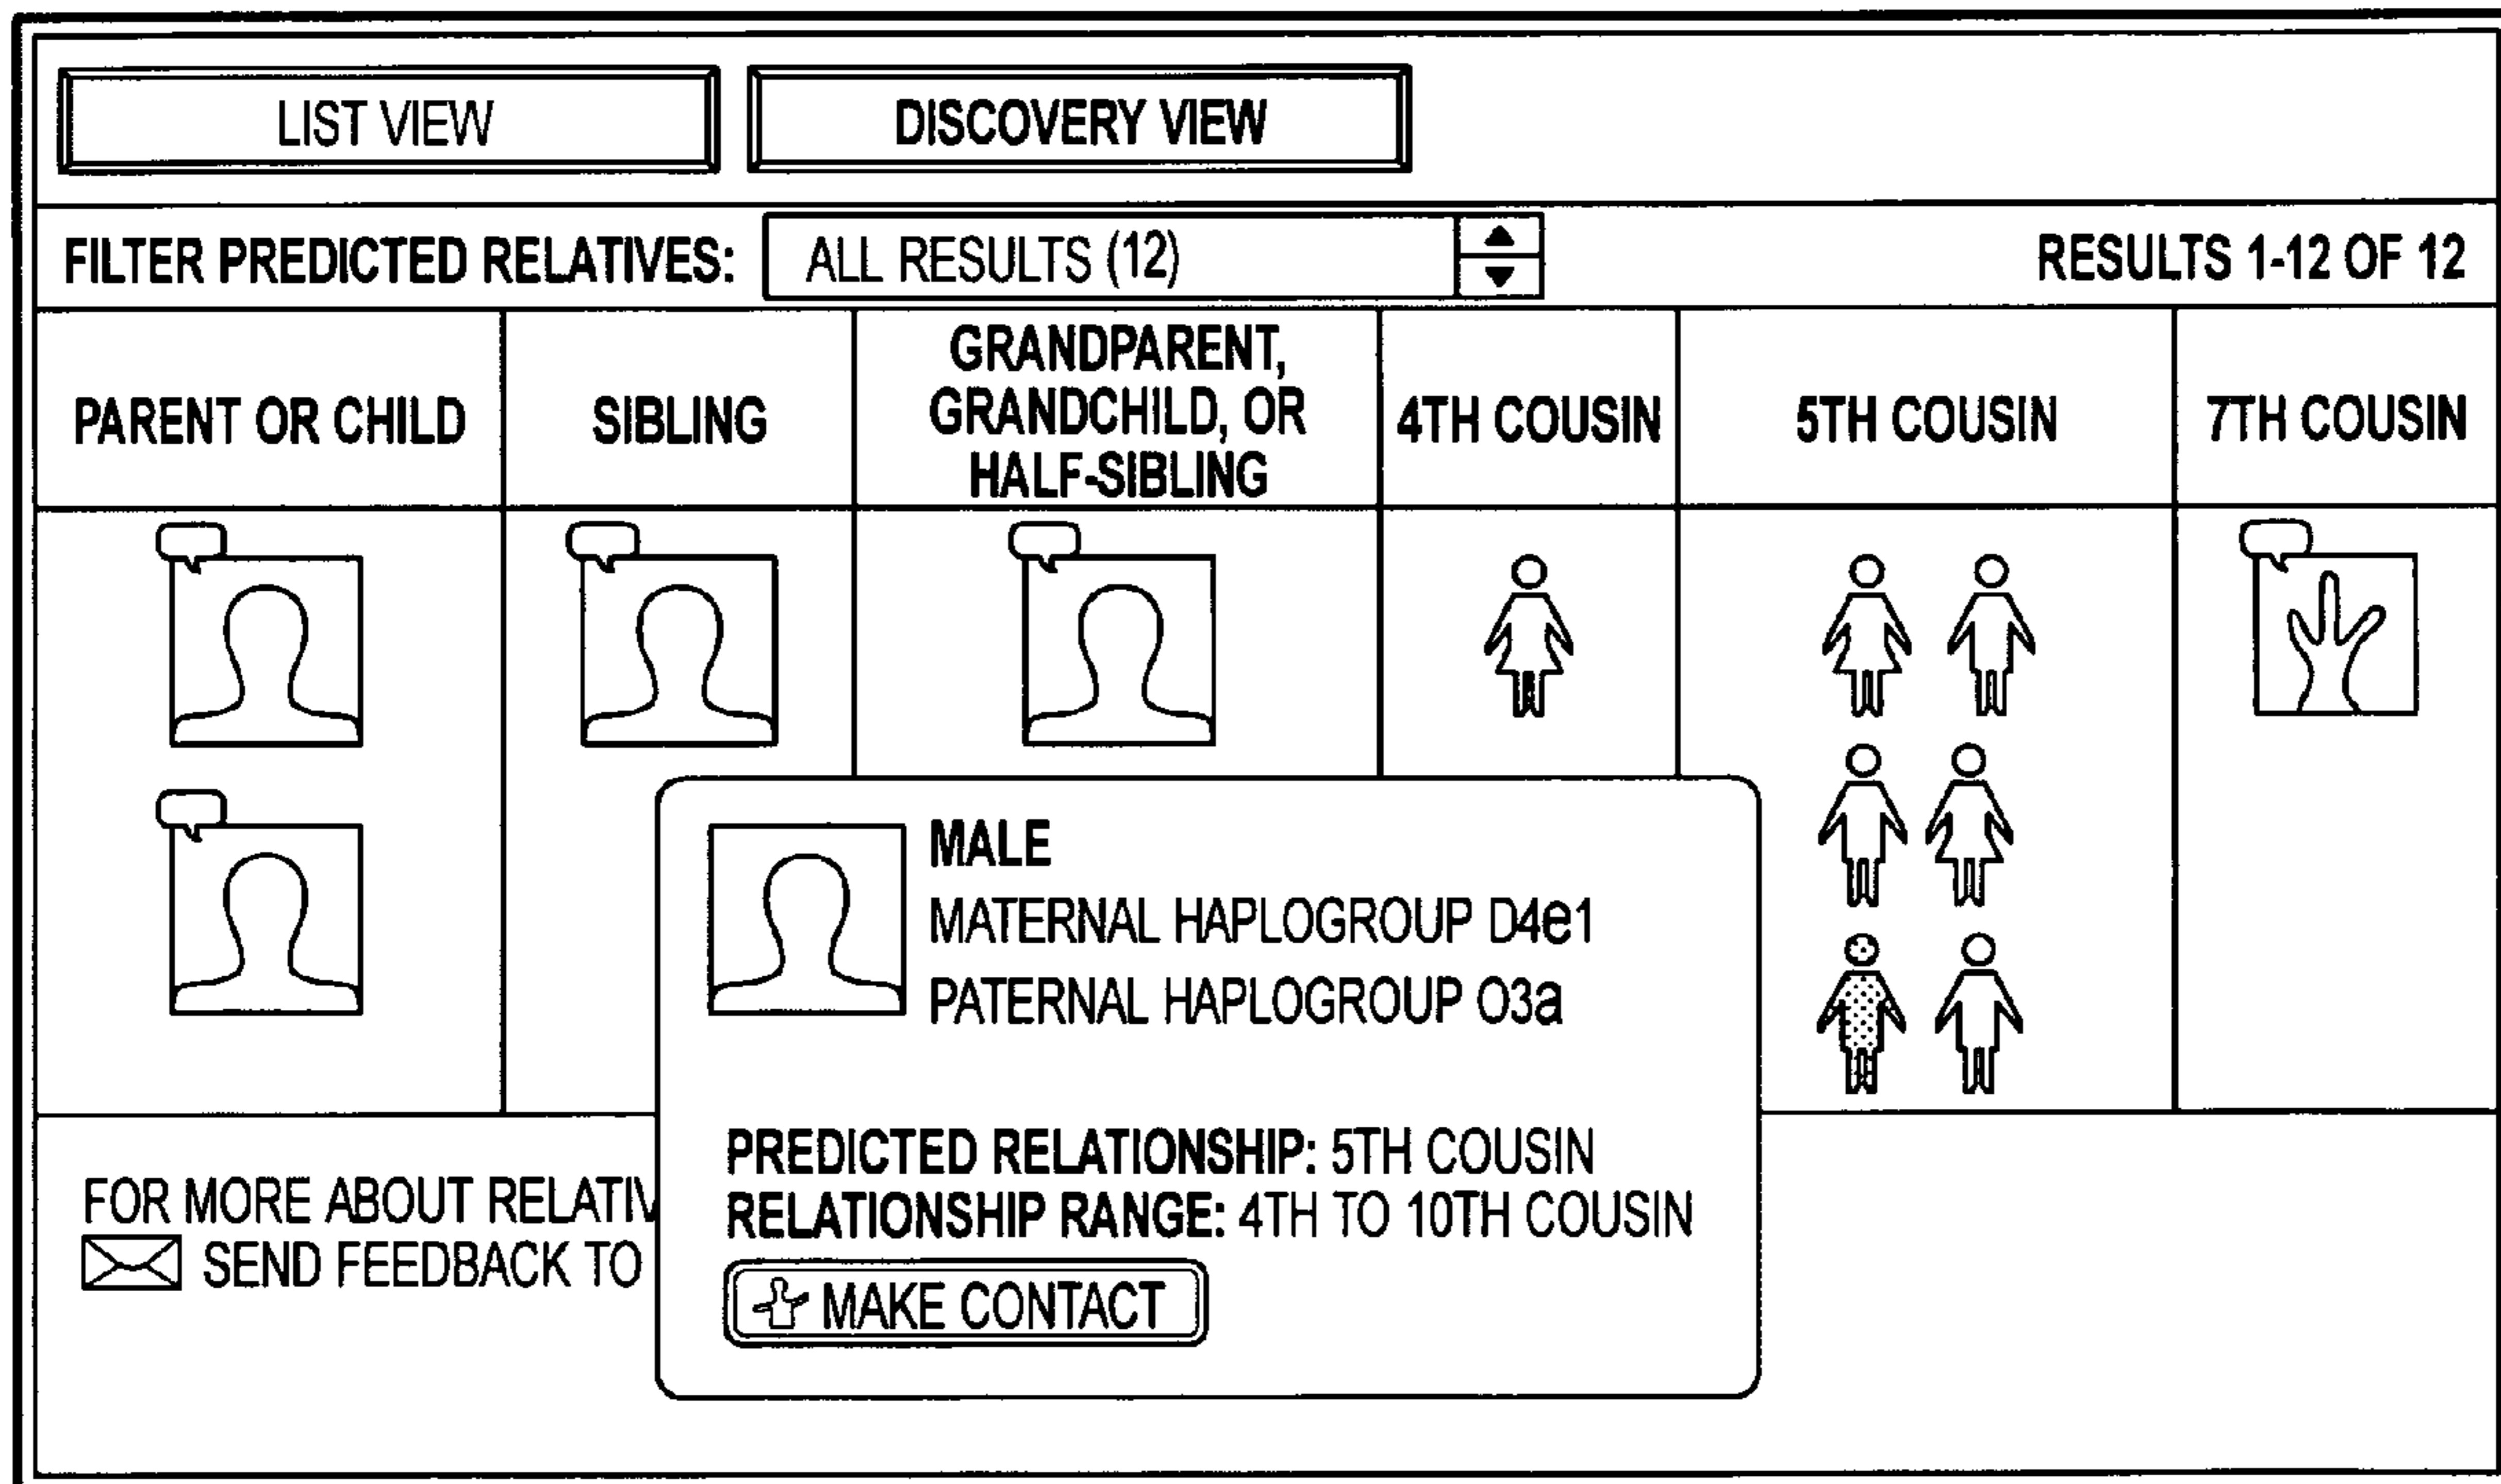 LIST VIEW
DISCOVERY VIEW
FILTER PREDICTED RELATIVES:
ALL RESULTS (12)
RESULTS 1-12 OF 12
PARENT OR CHILD
SIBLING
GRANDPARENT,
GRANDCHILD, OR
HALF-SIBLING
4TH COUSIN
5TH COUSIN
7TH COUSIN
MALE
MATERNAL HAPLOGROUP D4e1
PATERNAL HAPLOGROUP O3a
PREDICTED RELATIONSHIP: 5TH COUSIN
RELATIONSHIP RANGE: 4TH TO 10TH COUSIN
MAKE CONTACT
FOR MORE ABOUT RELATIV
SEND FEEDBACK TO